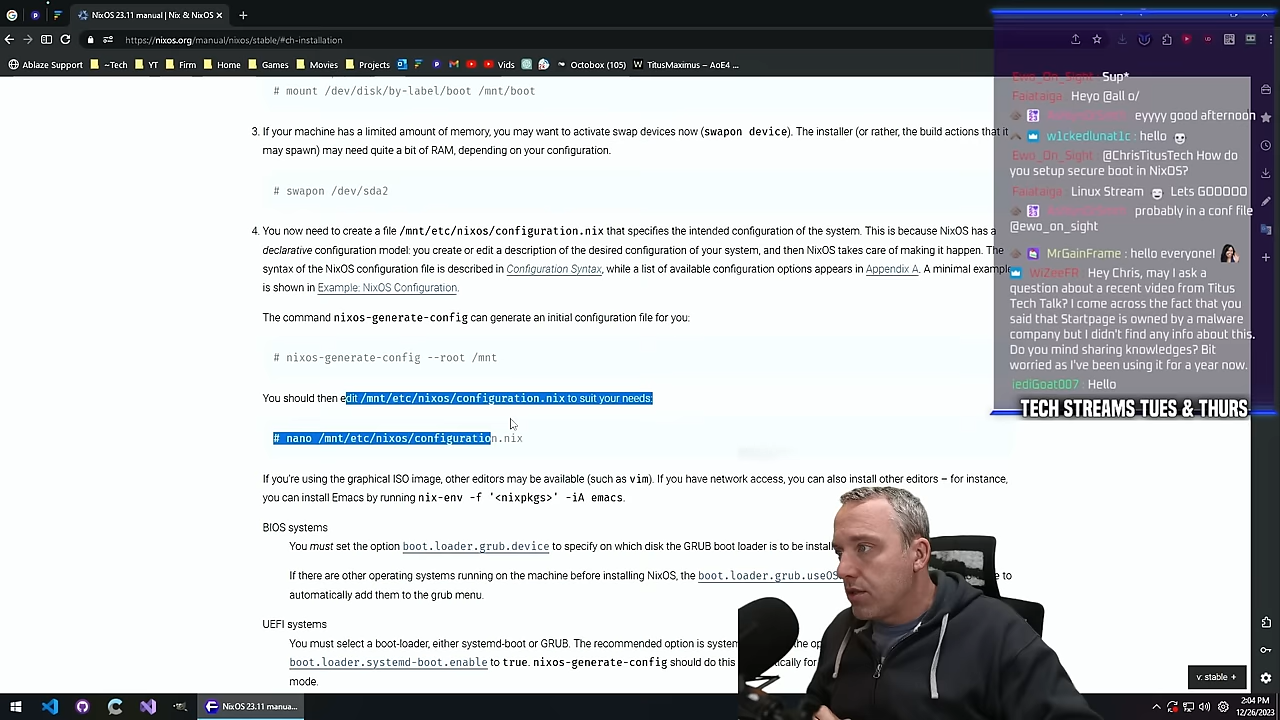 NixOS 23.11 manual | Nix & NixOS
https://nixos.org/manual/nixos/stable/#ch-installation
Ablaze Support
~Tech
YT
Firm
Home
Games
Movies
Projects
Vids
Octobox (105)
TitusMaximus – AoE4 ...
# mount /dev/disk/by-label/boot /mnt/boot
3. If your machine has a limited amount of memory, you may want to activate swap devices now (swapon device). The installer (or rather, the build actions that it
may spawn) may need quite a bit of RAM, depending on your configuration.
# swapon /dev/sda2
4. You now need to create a file /mnt/etc/nixos/configuration.nix that specifies the intended configuration of the system. This is because NixOS has a
declarative configuration model: you create or edit a description of the desired configuration of your system, and then NixOS takes care of making it happen. The
syntax of the NixOS configuration file is described in Configuration Syntax, while a list of available configuration options appears in Appendix A. A minimal example
is shown in Example: NixOS Configuration.
The command nixos-generate-config can generate an initial configuration file for you:
# nixos-generate-config --root /mnt
You should then edit /mnt/etc/nixos/configuration.nix to suit your needs:
# nano /mnt/etc/nixos/configuration.nix
If you're using the graphical ISO image, other editors may be available (such as vim). If you have network access, you can also install other editors – for instance,
you can install Emacs by running nix-env -f '<nixpkgs>' -iA emacs.
BIOS systems
You must set the option boot.loader.grub.device to specify on which disk the GRUB boot loader is to be instal
If there are other operating systems running on the machine before installing NixOS, the boot.loader.grub.useOS
to
automatically add them to the grub menu.
UEFI systems
You must select a boot-loader, either systemd-boot or GRUB. The recommended option is system
boot.loader.systemd-boot.enable to true. nixos-generate-config should do this
mode.
Ewo_On_Sight: Sup*
Faiataiga: Heyo @all o/
eyyyy good afternoon
w1ckedlunat1c : hello
Ewo_On_Sight: @ChrisTitusTech How do
you setup secure boot in NixOS?
Faiataiga: Linux Stream Lets GOOOOO
probably in a conf file
@ewo_on_sight
MrGainFrame : hello everyone!
WiZeeFR: Hey Chris, may I ask a
question about a recent video from Titus
Tech Talk? I come across the fact that you
said that Startpage is owned by a malware
company but I didn't find any info about this.
Do you mind sharing knowledges? Bit
worried as I've been using it for a year now.
iediGoat007 : Hello
TECH STREAMS TUES & THURS
v: stable +
NixOS 23.11 manua...
2:04 PM
12/26/2023